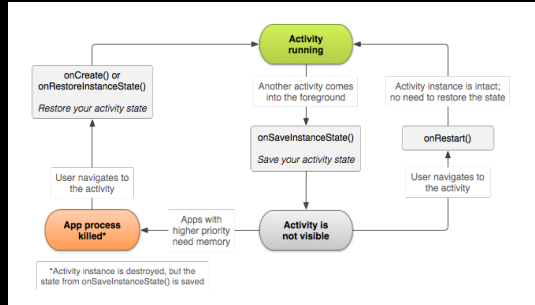 Activity
running
onCreate() or
onRestoreInstanceState()
Restore your activity state
Another activity comes
into the foreground
Activity instance is intact;
no need to restore the state
onSaveInstanceState()
Save your activity state
onRestart()
User navigates to
the activity
User navigates to
the activity
App process
killed*
Apps with
higher priority
need memory
Activity is
not visible
*Activity instance is destroyed, but the
state from onSaveInstanceState() is saved